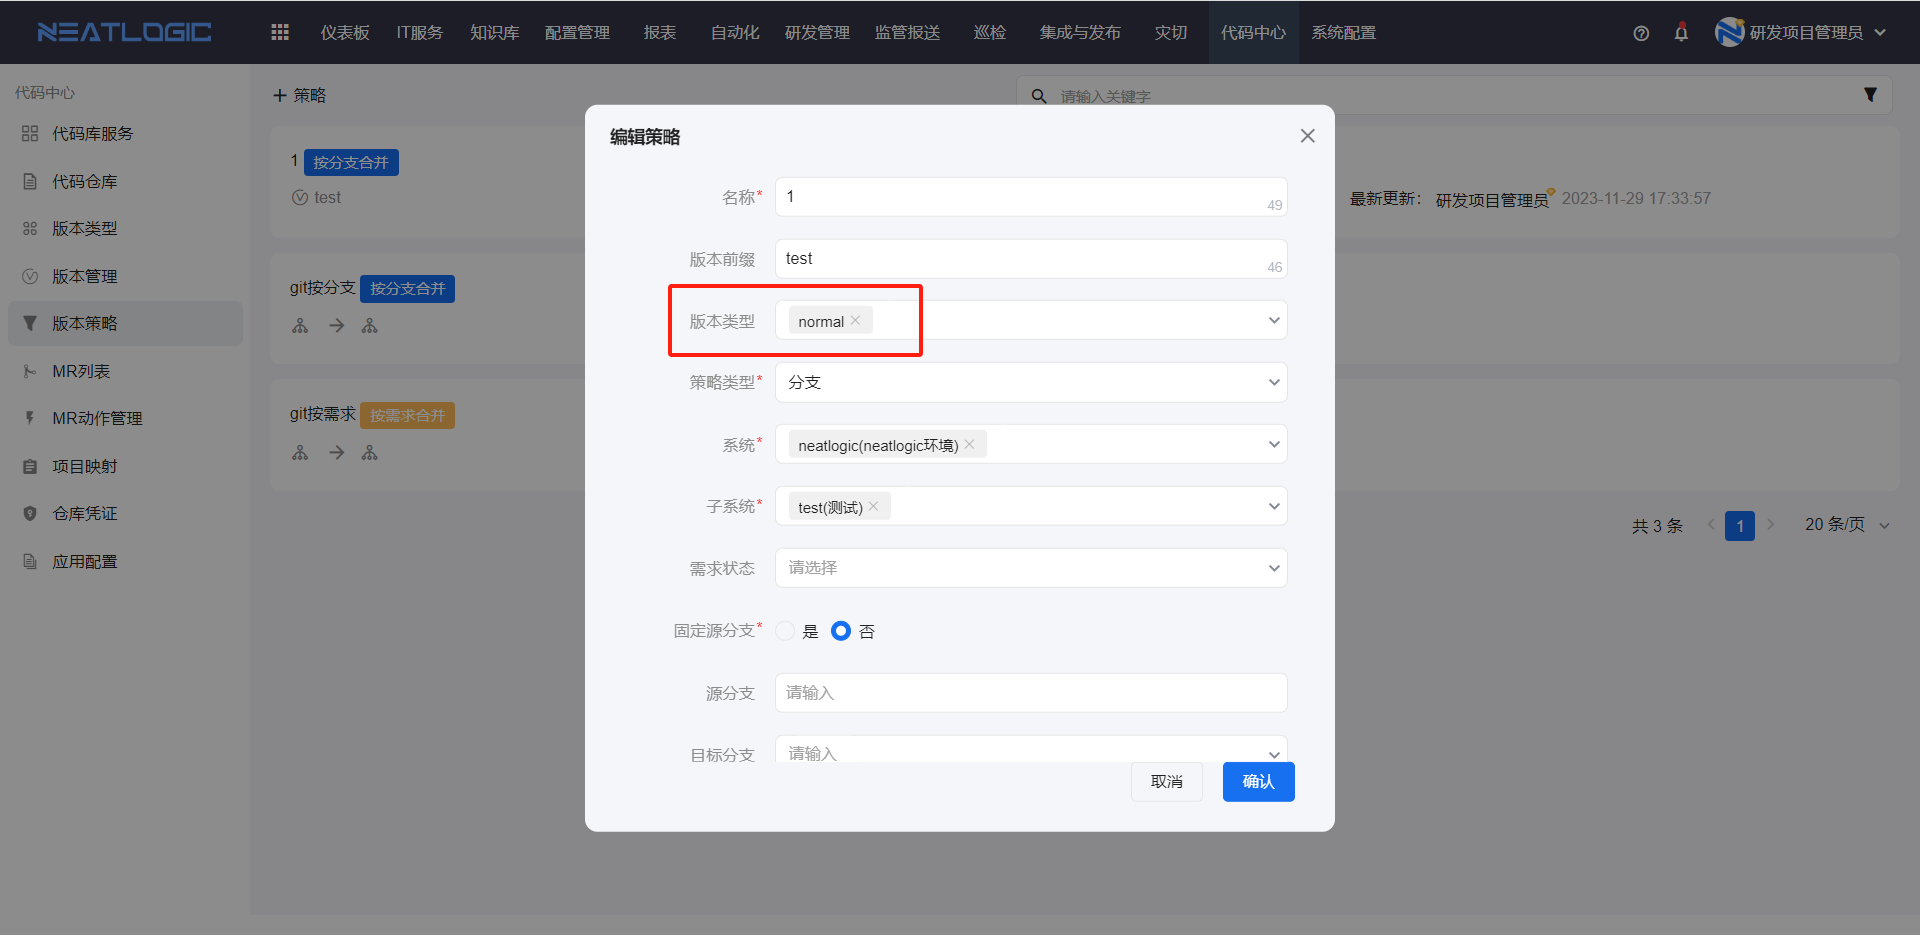 NEATLOGIC
仪表板 IT服务 知识库 配置管理 报表 自动化 研发管理 监管报送 巡检 集成与发布 灾切 代码中心 系统配置
研发项目管理员
代码中心
代码库服务
代码仓库
版本类型
版本管理
版本策略
MR列表
MR动作管理
项目映射
仓库凭证
应用配置
策略
请输入关键字
1 按分支合并
test
最新更新： 研发项目管理员 2023-11-29 17:33:57
git按分支 按分支合并
git按需求 按需求合并
共 3 条 1 20 条/页
编辑策略
名称* 1 49
版本前缀 test 46
版本类型 normal
策略类型* 分支
系统* neatlogic(neatlogic环境)
子系统* test(测试)
需求状态 请选择
固定源分支* 是 否
源分支 请输入
目标分支 请输入
取消 确认